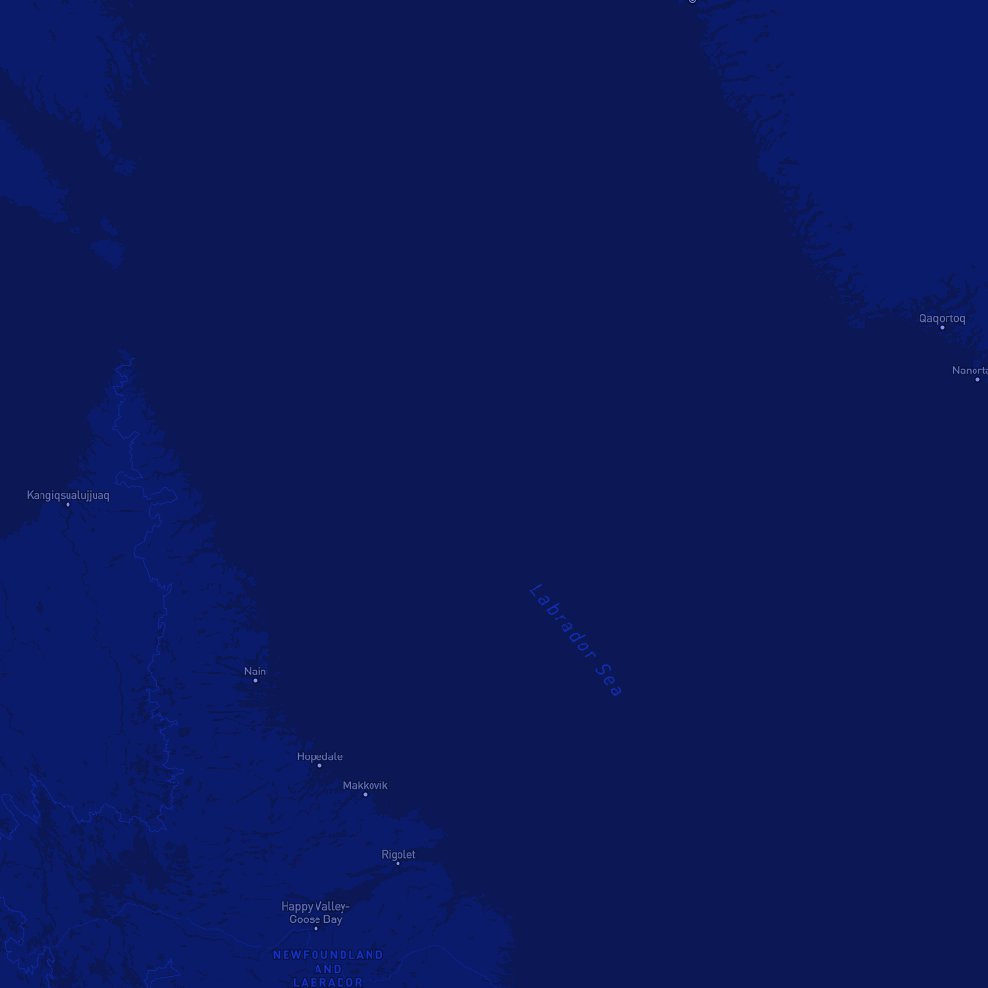 Qaqortoq
Kangiqsualujjuaq
Labrador Sea
Nain
Hopedale
Makkovik
Rigolet
Happy Valley-
Goose Bay
NEWFOUNDLAND
AND
LABRADOR